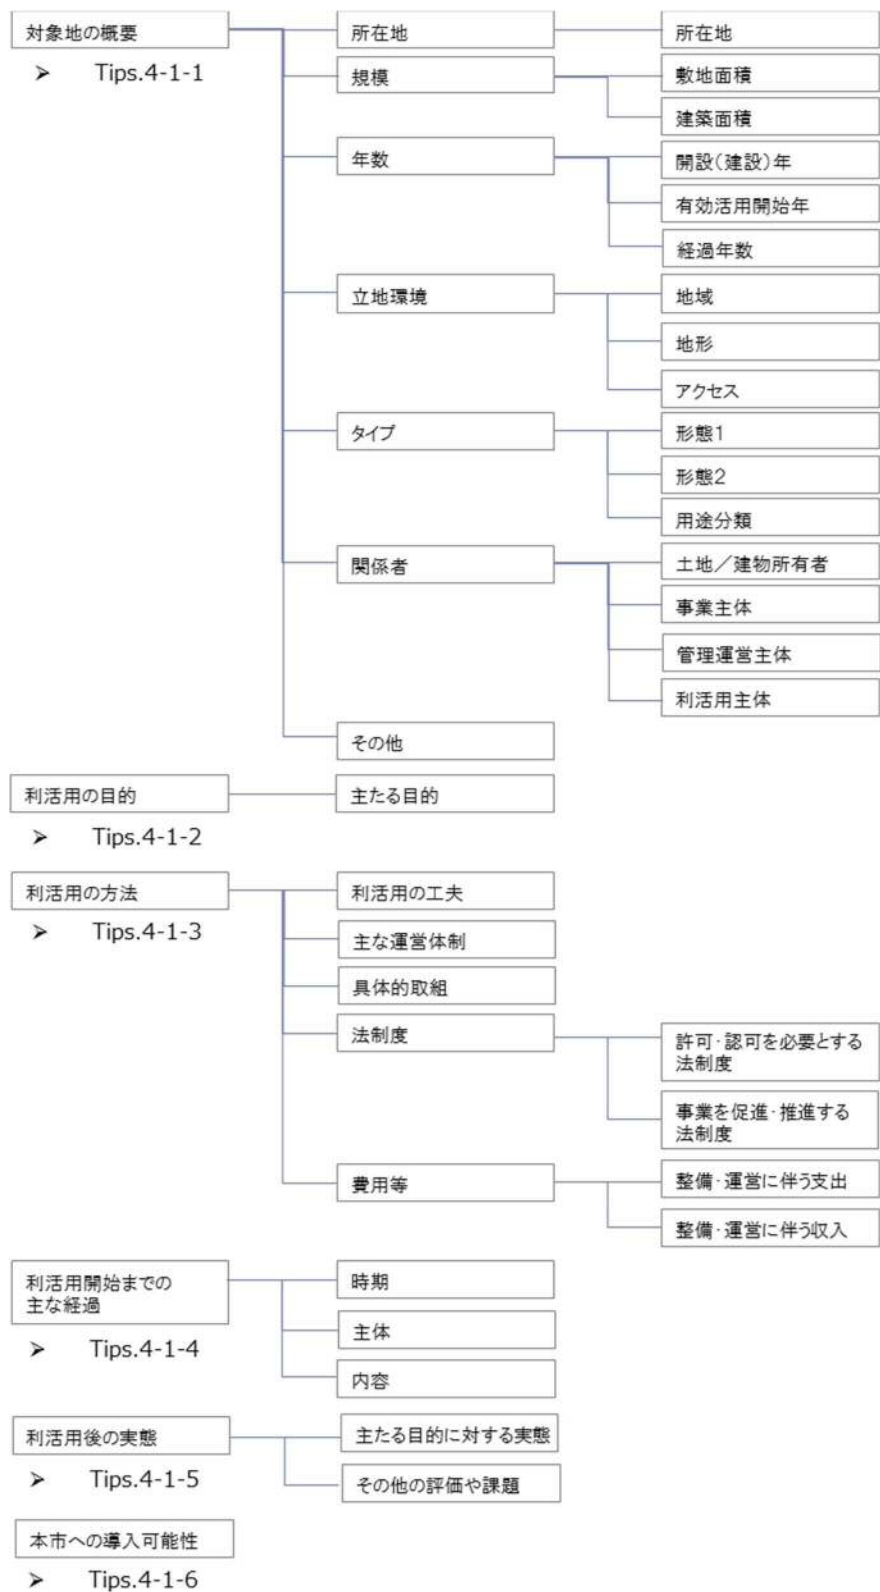 対象地の概要
➢ Tips.4-1-1
所在地
所在地
規模
敷地面積
建築面積
年数
開設(建設)年
有効活用開始年
経過年数
立地環境
地域
地形
アクセス
タイプ
形態1
形態2
用途分類
関係者
土地／建物所有者
事業主体
管理運営主体
利活用主体
その他
利活用の目的
➢ Tips.4-1-2
主たる目的
利活用の方法
➢ Tips.4-1-3
利活用の工夫
主な運営体制
具体的取組
法制度
許可・認可を必要とする
法制度
事業を促進・推進する
法制度
費用等
整備・運営に伴う支出
整備・運営に伴う収入
利活用開始までの
主な経過
➢ Tips.4-1-4
時期
主体
内容
利活用後の実態
➢ Tips.4-1-5
主たる目的に対する実態
その他の評価や課題
本市への導入可能性
➢ Tips.4-1-6